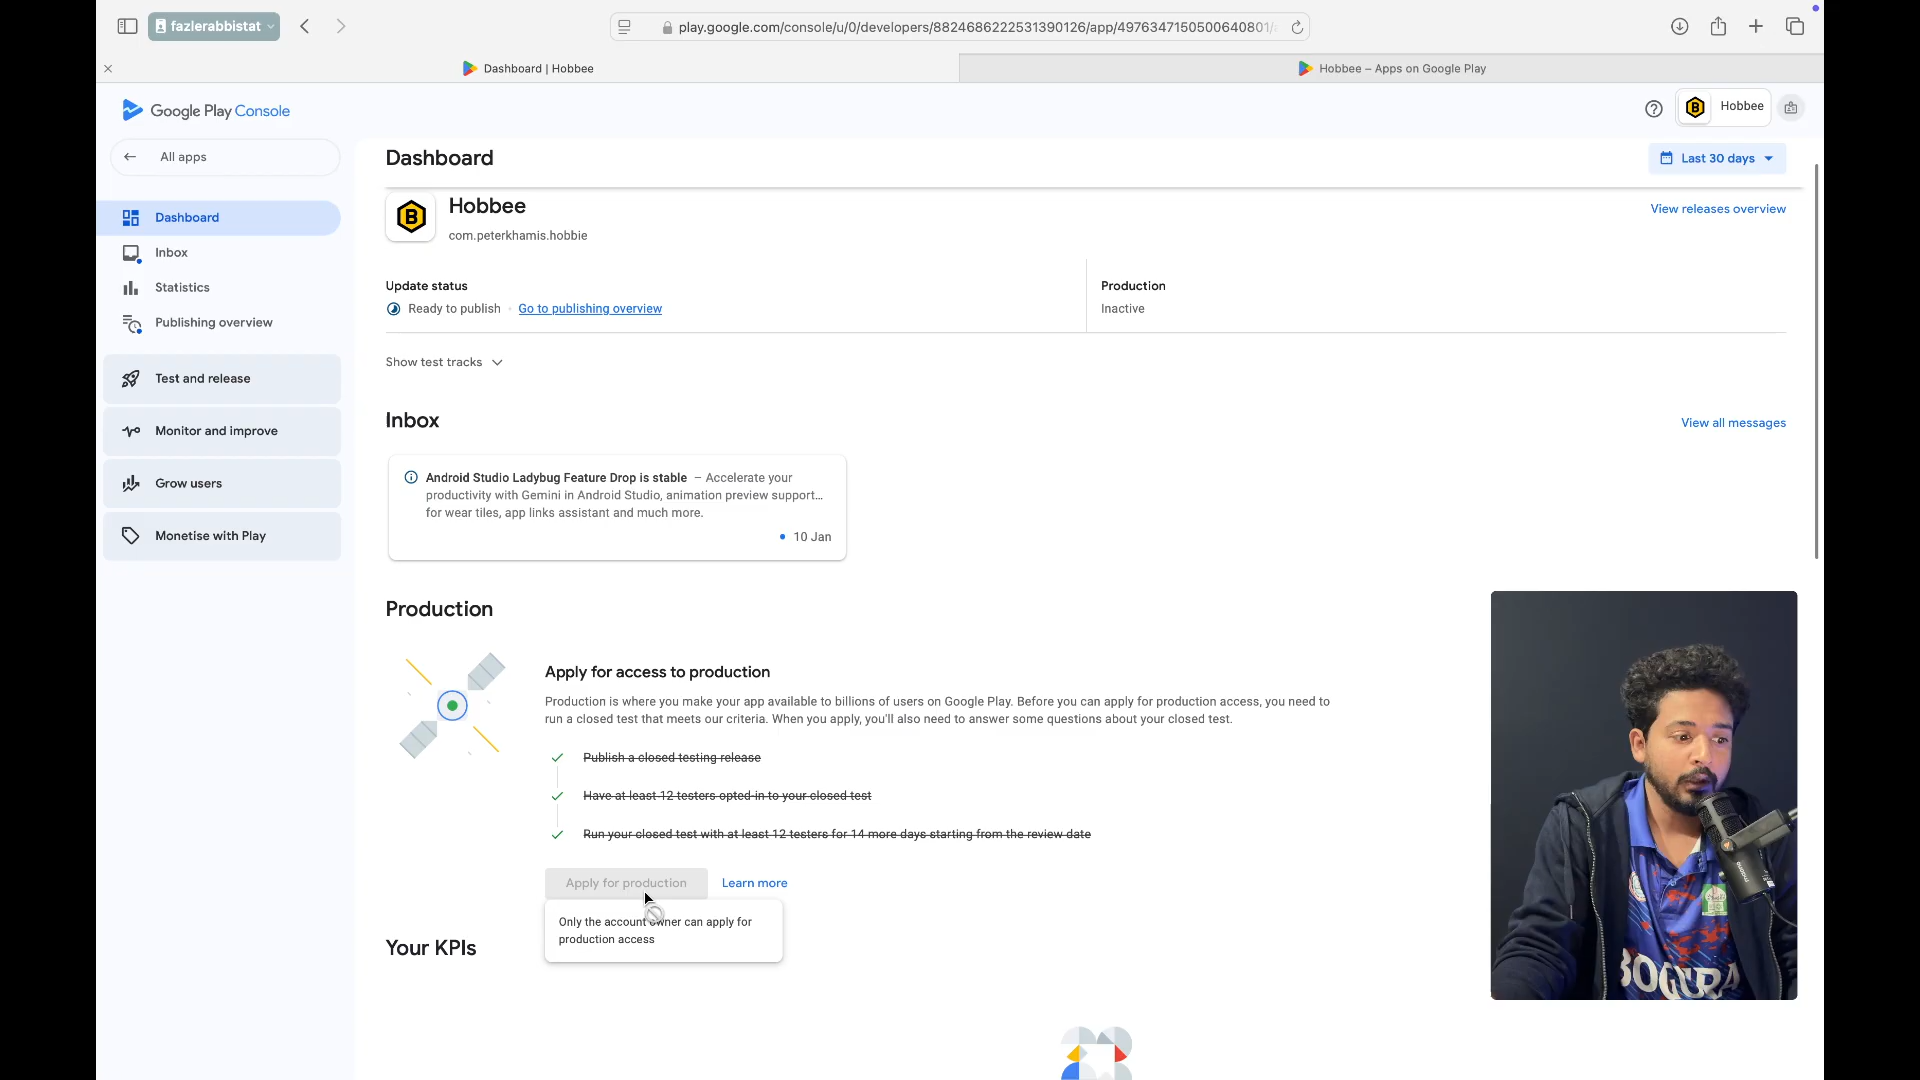 fazlerabbistat
play.google.com/console/u/0/developers/8824686222531390126/app/4976347150500640801/
Dashboard | Hobbee
Hobbee – Apps on Google Play
Google Play Console
Hobbee
All apps
Dashboard
Inbox
Statistics
Publishing overview
Test and release
Monitor and improve
Grow users
Monetise with Play
Dashboard
Last 30 days
B
Hobbee
com.peterkhamis.hobbie
View releases overview
Update status
Ready to publish · Go to publishing overview
Production
Inactive
Show test tracks
Inbox
View all messages
Android Studio Ladybug Feature Drop is stable – Accelerate your
productivity with Gemini in Android Studio, animation preview support…
for wear tiles, app links assistant and much more.
10 Jan
Production
Apply for access to production
Production is where you make your app available to billions of users on Google Play. Before you can apply for production access, you need to
run a closed test that meets our criteria. When you apply, you'll also need to answer some questions about your closed test.
Publish a closed testing release
Have at least 12 testers opted-in to your closed test
Run your closed test with at least 12 testers for 14 more days starting from the review date
Apply for production
Learn more
Only the account owner can apply for
production access
Your KPIs
BOGURA